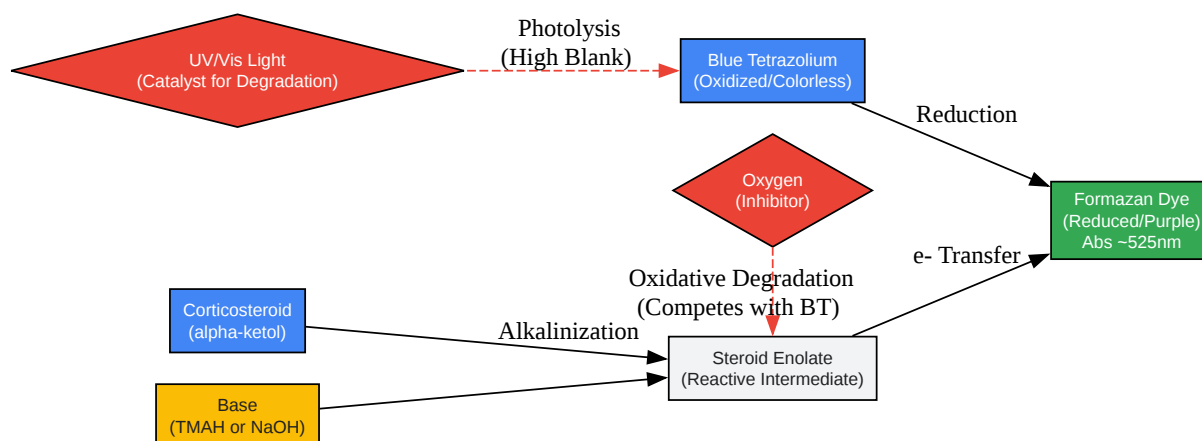 Photolysis
(High Blank)
UV/Vis Light
(Catalyst for Degradation)
Blue Tetrazolium
(Oxidized/Colorless)
Reduction
Oxygen
(Inhibitor)
Formazan Dye
(Reduced/Purple)
Abs ~525nm
e- Transfer
Oxidative Degradation
(Competes with BT)
Corticosteroid
(alpha-ketol)
Alkalinization
Steroid Enolate
(Reactive Intermediate)
Base
(TMAH or NaOH)